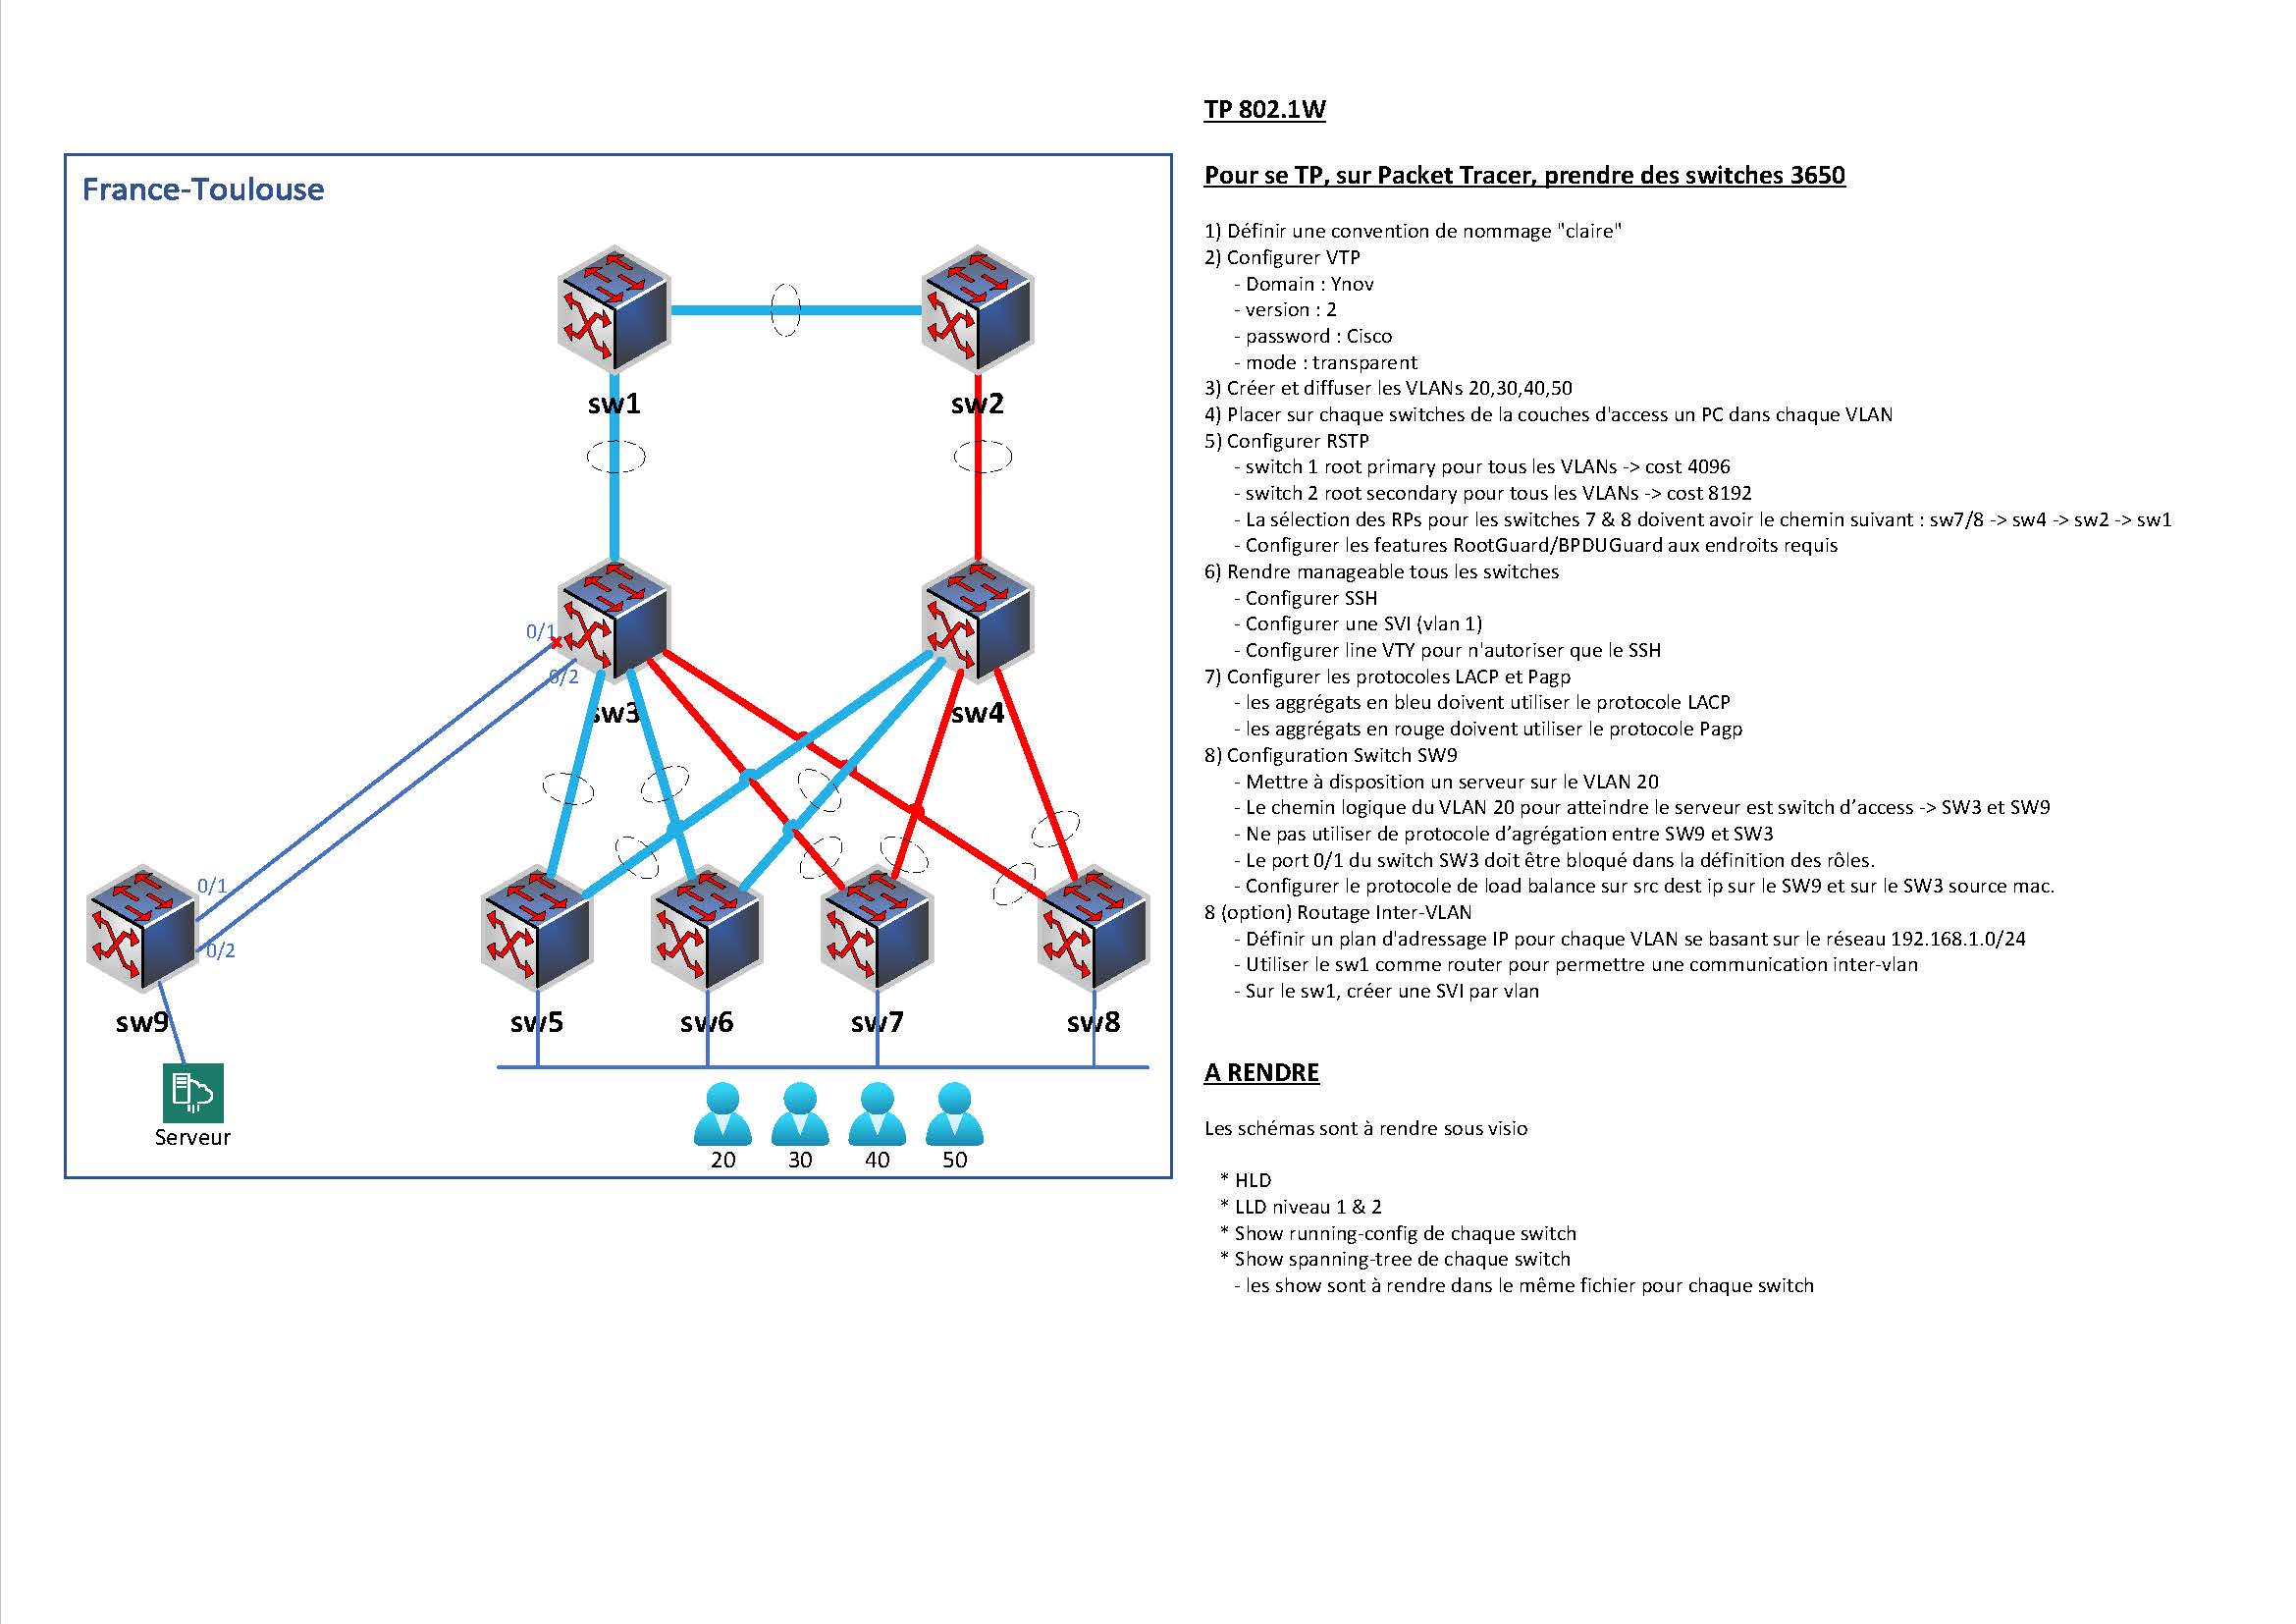 TP 802.1W
Pour se TP, sur Packet Tracer, prendre des switches 3650
1) Définir une convention de nommage "claire"
2) Configurer VTP
- Domain : Ynov
- version : 2
- password : Cisco
- mode : transparent
3) Créer et diffuser les VLANs 20,30,40,50
4) Placer sur chaque switches de la couches d'access un PC dans chaque VLAN
5) Configurer RSTP
- switch 1 root primary pour tous les VLANs -> cost 4096
- switch 2 root secondary pour tous les VLANs -> cost 8192
- La sélection des RPs pour les switches 7 & 8 doivent avoir le chemin suivant : sw7/8 -> sw4 -> sw2 -> sw1
- Configurer les features RootGuard/BPDUGuard aux endroits requis
6) Rendre manageable tous les switches
- Configurer SSH
- Configurer une SVI (vlan 1)
- Configurer line VTY pour n'autoriser que le SSH
7) Configurer les protocoles LACP et Pagp
- les aggrégats en bleu doivent utiliser le protocole LACP
- les aggrégats en rouge doivent utiliser le protocole Pagp
8) Configuration Switch SW9
- Mettre à disposition un serveur sur le VLAN 20
- Le chemin logique du VLAN 20 pour atteindre le serveur est switch d’access -> SW3 et SW9
- Ne pas utiliser de protocole d’agrégation entre SW9 et SW3
- Le port 0/1 du switch SW3 doit être bloqué dans la définition des rôles.
- Configurer le protocole de load balance sur src dest ip sur le SW9 et sur le SW3 source mac.
8 (option) Routage Inter-VLAN
- Définir un plan d'adressage IP pour chaque VLAN se basant sur le réseau 192.168.1.0/24
- Utiliser le sw1 comme router pour permettre une communication inter-vlan
- Sur le sw1, créer une SVI par vlan
A RENDRE
Les schémas sont à rendre sous visio
* HLD
* LLD niveau 1 & 2
* Show running-config de chaque switch
* Show spanning-tree de chaque switch
- les show sont à rendre dans le même fichier pour chaque switch
France-Toulouse
sw1
sw2
0/1
0/2
sw3
sw4
0/1
0/2
sw9
sw5
sw6
sw7
sw8
Serveur
20
30
40
50